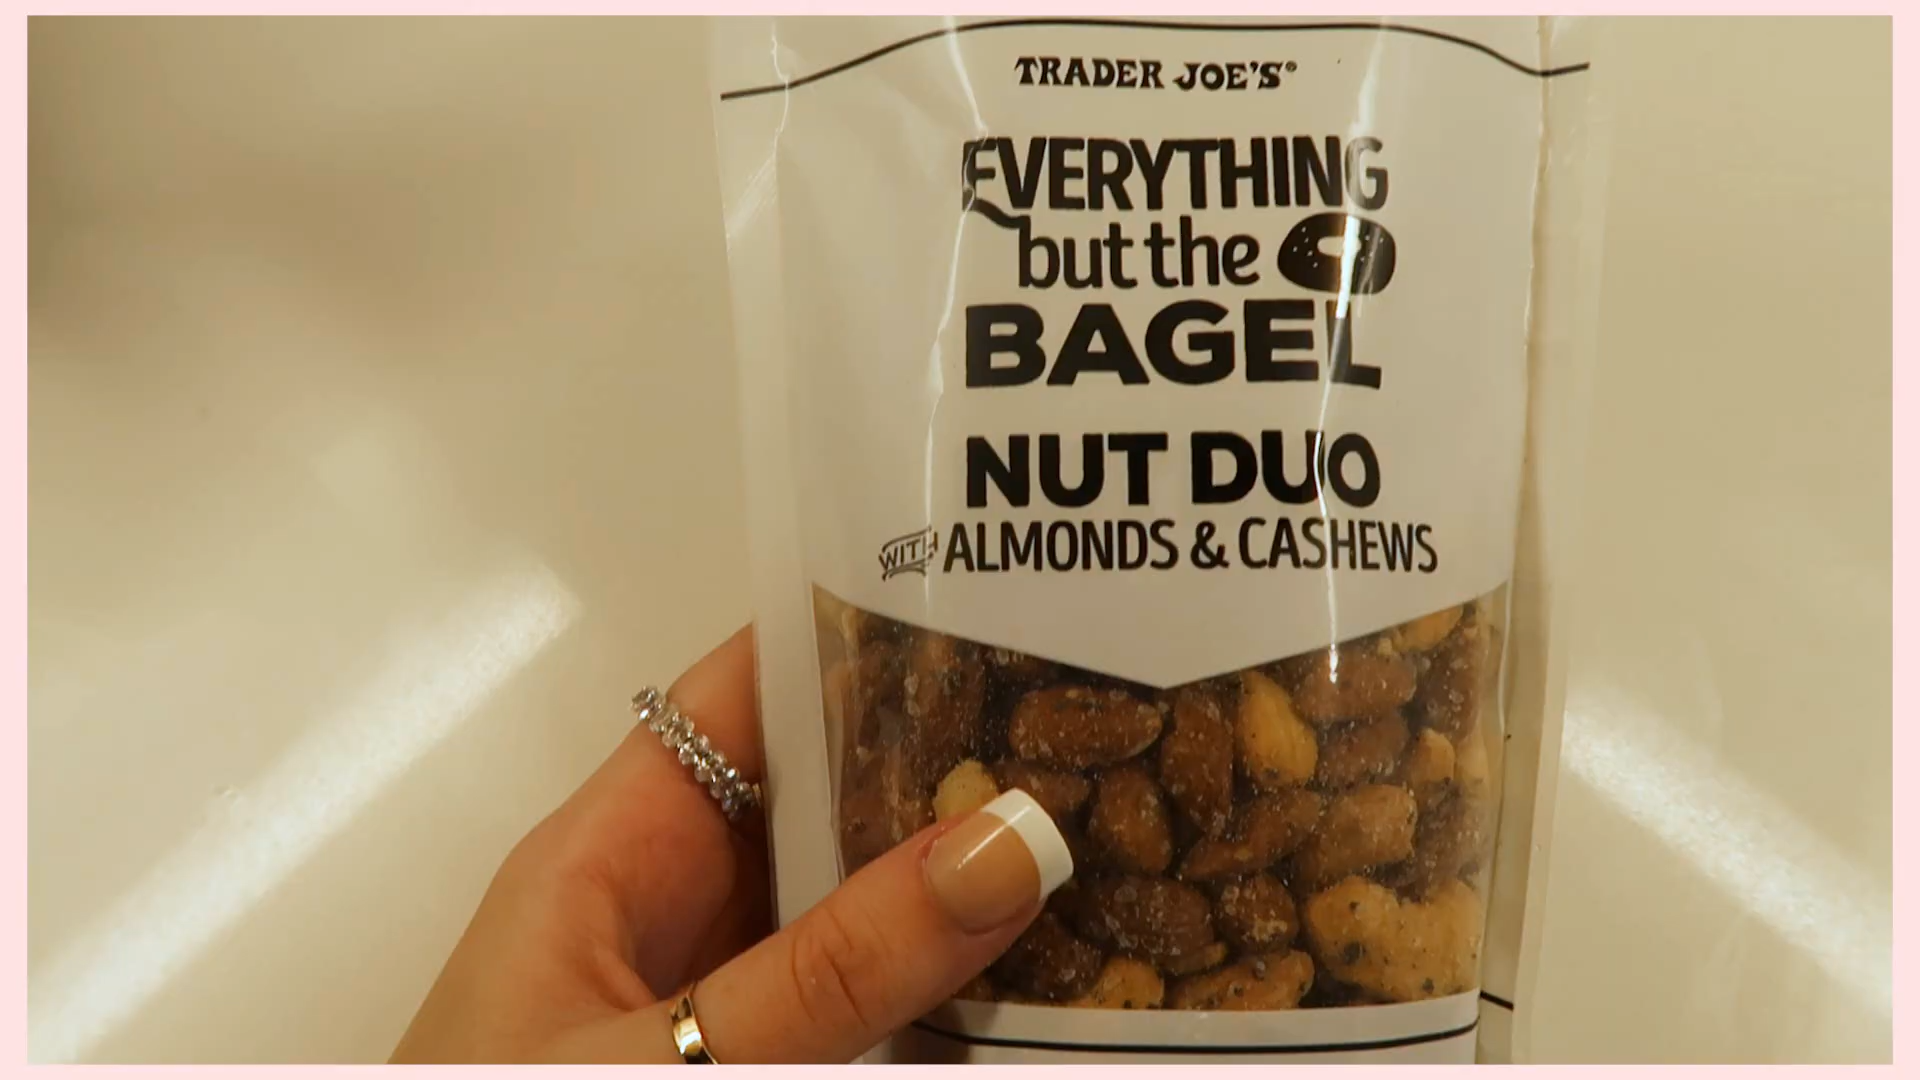 TRADER JOE'S®
EVERYTHING
but the
BAGEL
NUT DUO
WITH ALMONDS & CASHEWS